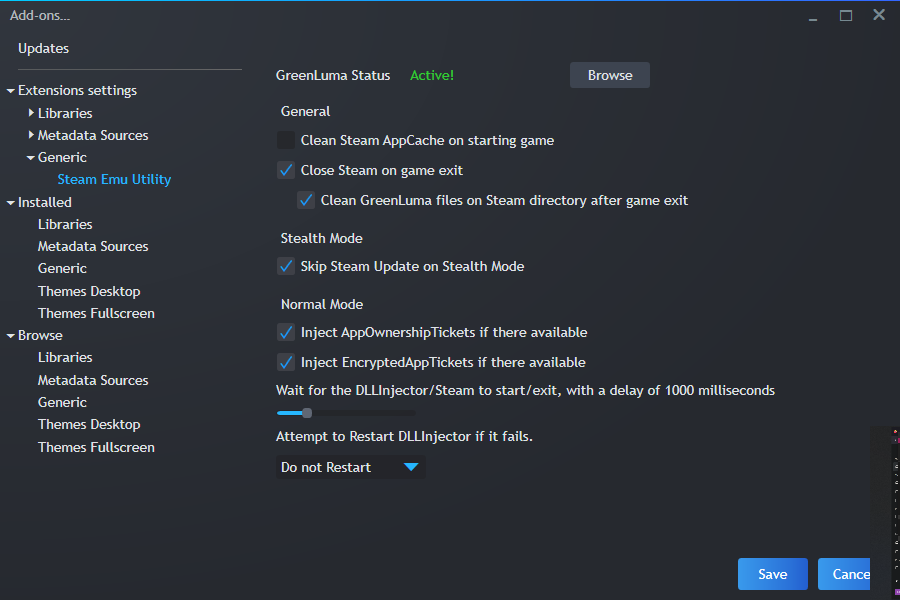 Add-ons...
Updates
Extensions settings
Libraries
Metadata Sources
Generic
Steam Emu Utility
Installed
Libraries
Metadata Sources
Generic
Themes Desktop
Themes Fullscreen
Browse
Libraries
Metadata Sources
Generic
Themes Desktop
Themes Fullscreen
GreenLuma Status Active! Browse
General
Clean Steam AppCache on starting game
Close Steam on game exit
Clean GreenLuma files on Steam directory after game exit
Stealth Mode
Skip Steam Update on Stealth Mode
Normal Mode
Inject AppOwnershipTickets if there available
Inject EncryptedAppTickets if there available
Wait for the DLLInjector/Steam to start/exit, with a delay of 1000 milliseconds
Attempt to Restart DLLInjector if it fails.
Do not Restart
Save Cance